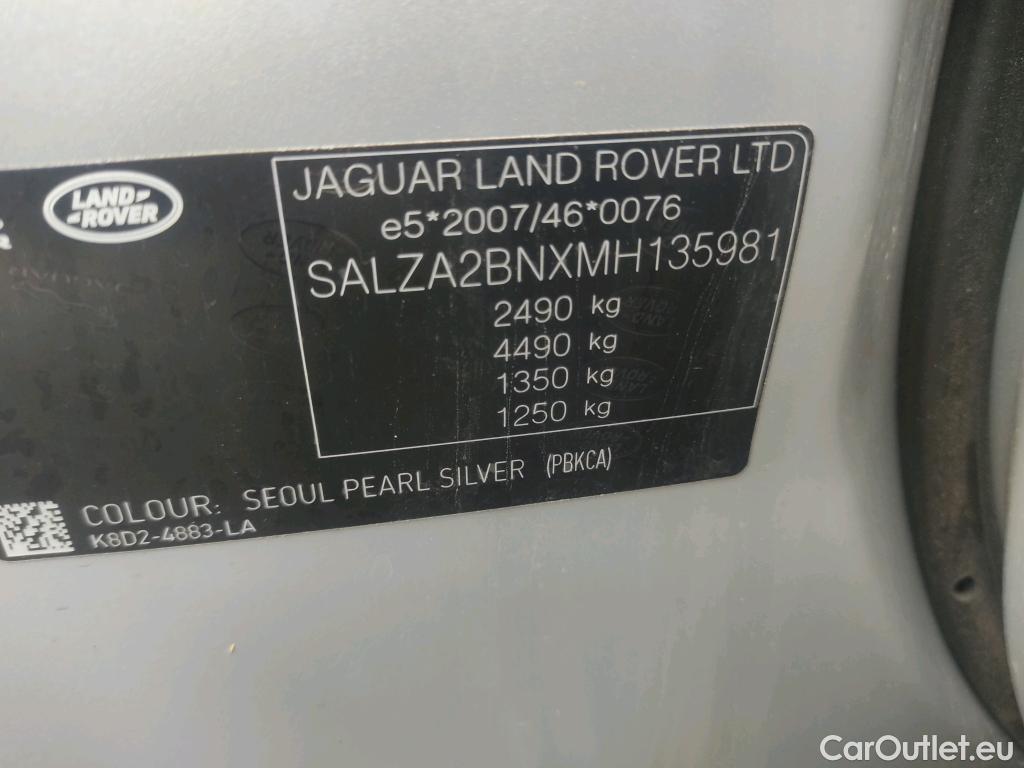 LAND ROVER
JAGUAR LAND ROVER LTD
e5*2007/46*0076
SALZA2BNXMH135981
2490 kg
4490 kg
1350 kg
1250 kg
COLOUR: SEOUL PEARL SILVER (PBKCA)
K8D2-4883-LA
CarOutlet.eu